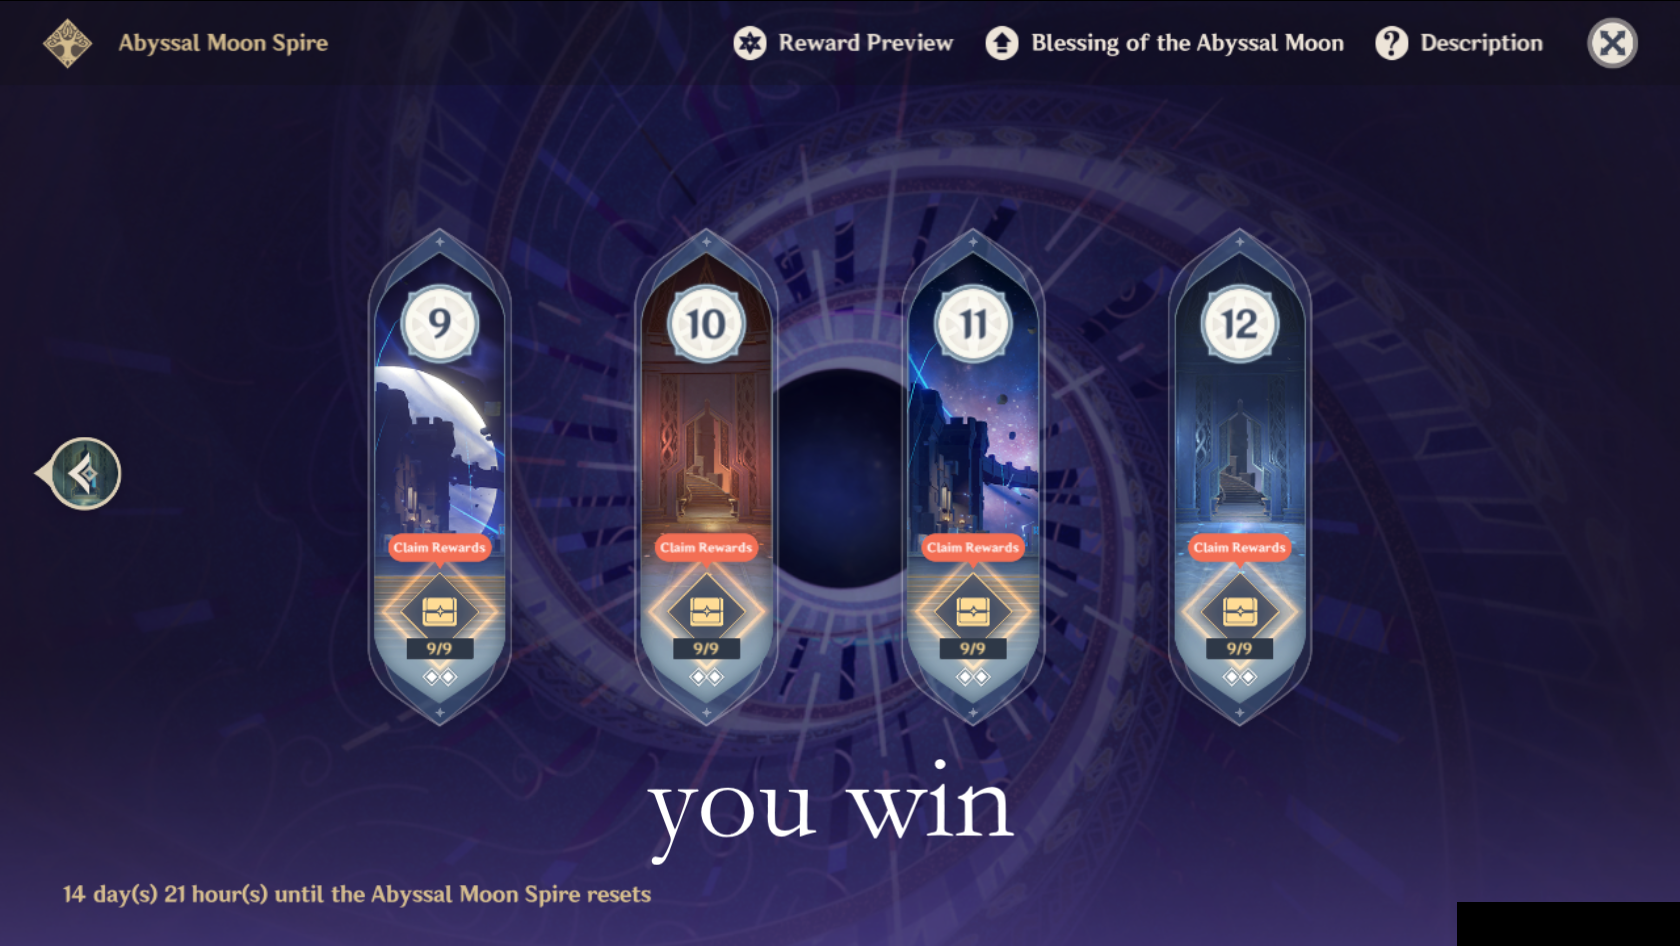 Abyssal Moon Spire
Reward Preview
Blessing of the Abyssal Moon
? Description
9
10
11
12
Claim Rewards
Claim Rewards
Claim Rewards
Claim Rewards
9/9
9/9
9/9
9/9
you win
14 day(s) 21 hour(s) until the Abyssal Moon Spire resets